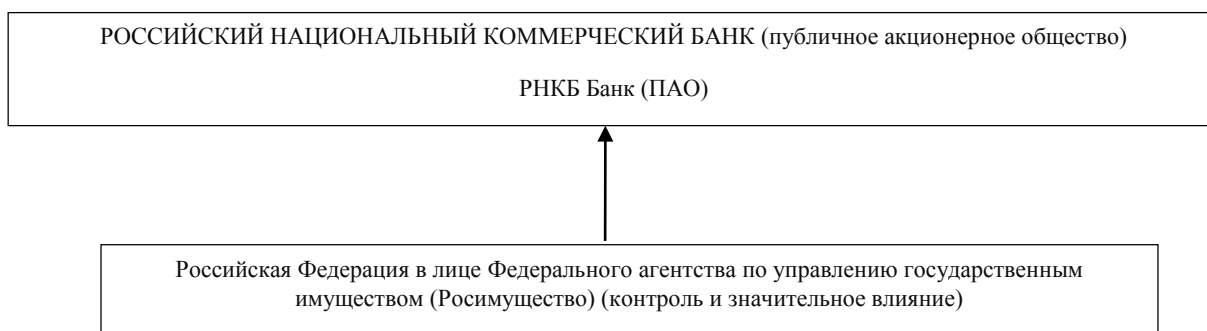 РОССИЙСКИЙ НАЦИОНАЛЬНЫЙ КОММЕРЧЕСКИЙ БАНК (публичное акционерное общество)
РНКБ Банк (ПАО)
Российская Федерация в лице Федерального агентства по управлению государственным
имуществом (Росимущество) (контроль и значительное влияние)